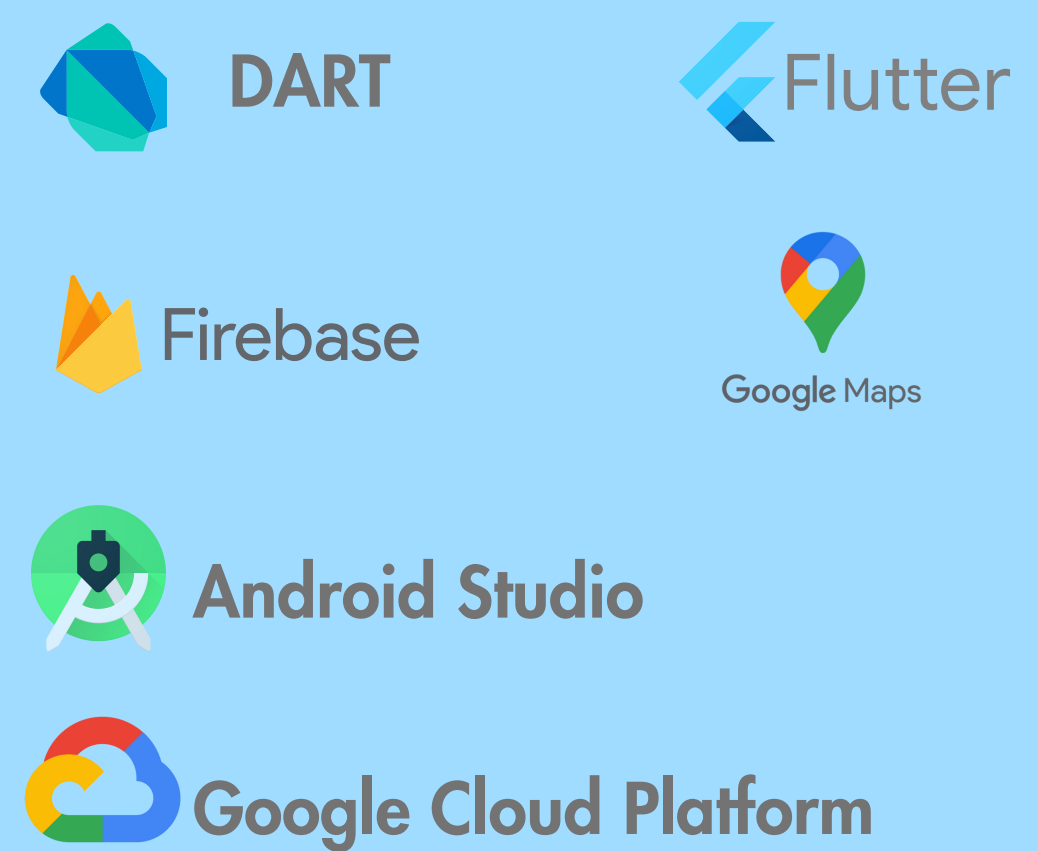 DART
Flutter
Firebase
Google Maps
Android Studio
Google Cloud Platform